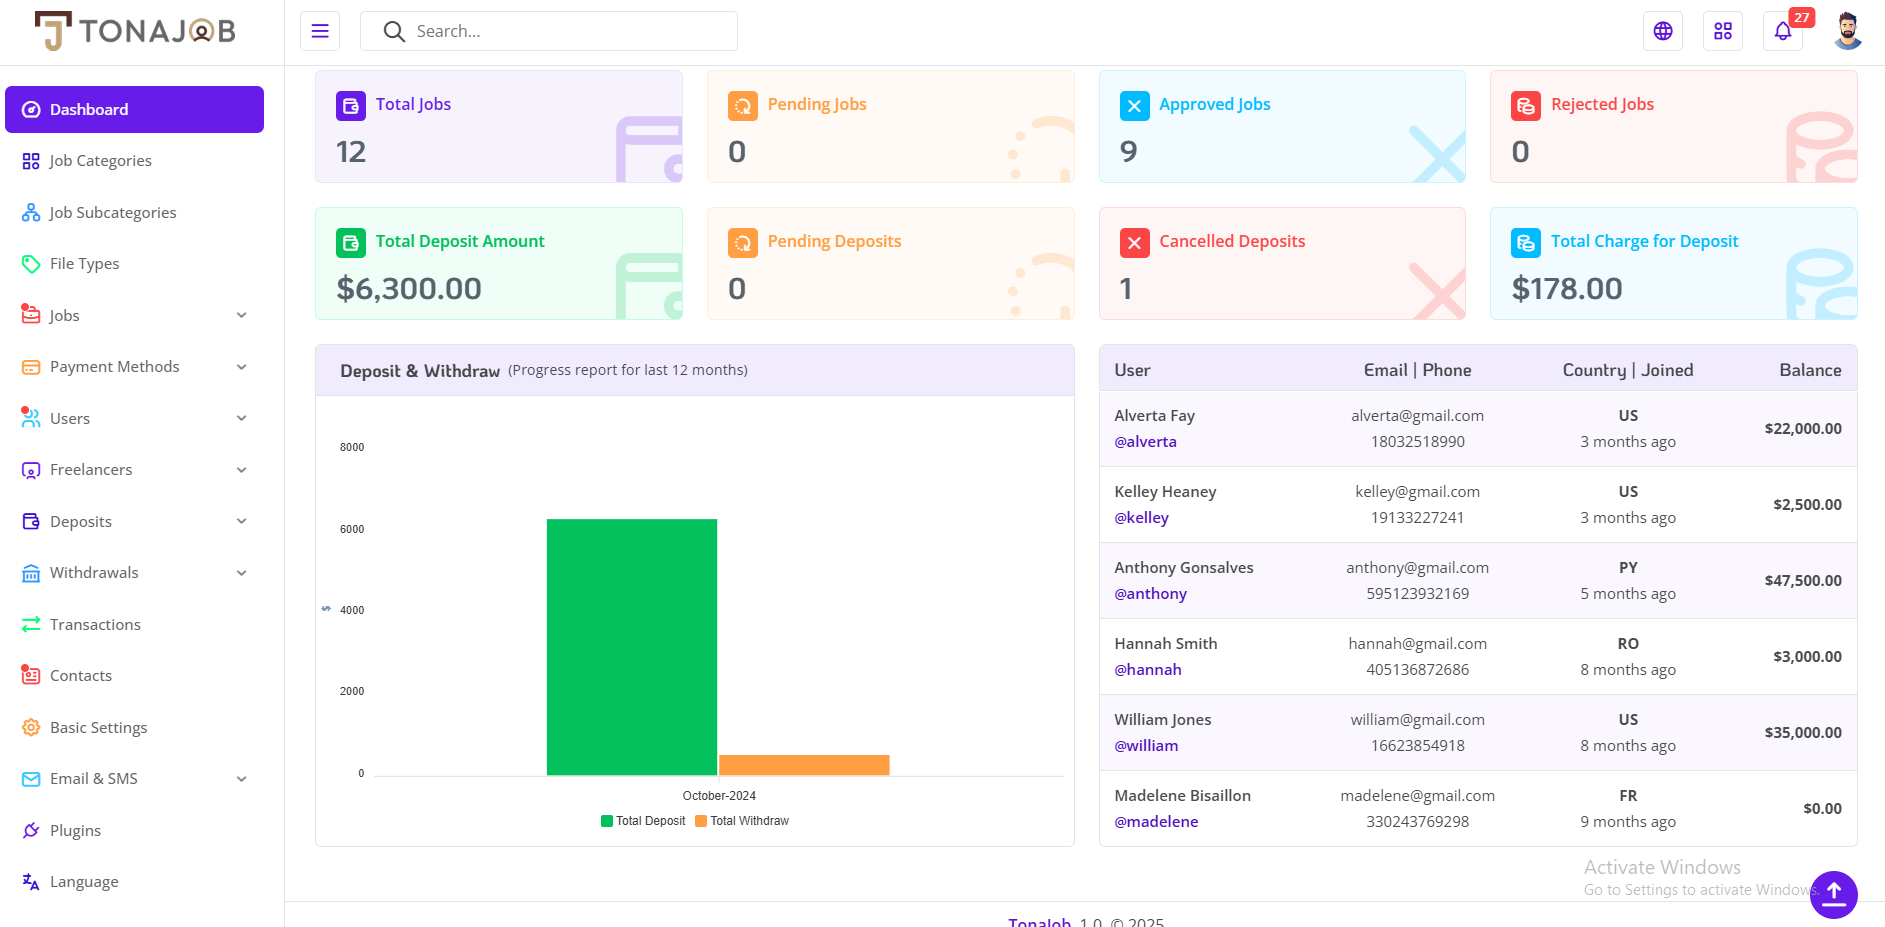 TONAJOB
Search...
27
Dashboard
Job Categories
Job Subcategories
File Types
Jobs
Payment Methods
Users
Freelancers
Deposits
Withdrawals
Transactions
Contacts
Basic Settings
Email & SMS
Plugins
Language
Total Jobs
12
Pending Jobs
0
Approved Jobs
9
Rejected Jobs
0
Total Deposit Amount
$6,300.00
Pending Deposits
0
Cancelled Deposits
1
Total Charge for Deposit
$178.00
Deposit & Withdraw (Progress report for last 12 months)
8000
6000
$ 4000
2000
0
October-2024
Total Deposit Total Withdraw
User Email | Phone Country | Joined Balance
Alverta Fay alverta@gmail.com US $22,000.00
@alverta 18032518990 3 months ago
Kelley Heaney kelley@gmail.com US $2,500.00
@kelley 19133227241 3 months ago
Anthony Gonsalves anthony@gmail.com PY $47,500.00
@anthony 595123932169 5 months ago
Hannah Smith hannah@gmail.com RO $3,000.00
@hannah 405136872686 8 months ago
William Jones william@gmail.com US $35,000.00
@william 16623854918 8 months ago
Madelene Bisaillon madelene@gmail.com FR $0.00
@madelene 330243769298 9 months ago
Activate Windows
Go to Settings to activate Windows.
TonaJob 1.0 © 2025